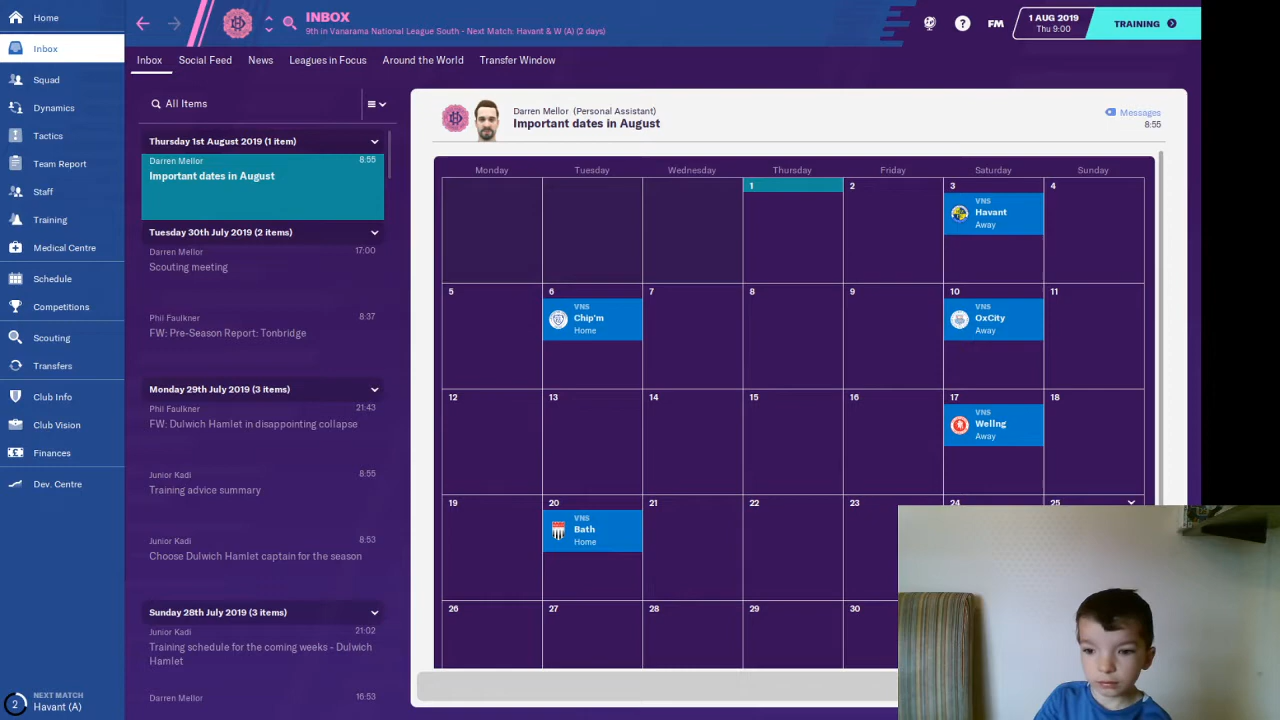 Home
INBOX
9th in Vanarama National League South - Next Match: Havant & W (A) (2 days)
?
FM
1 AUG 2019
Thu 9:00
TRAINING
Inbox
Squad
Dynamics
Tactics
Team Report
Staff
Training
Medical Centre
Schedule
Competitions
Scouting
Transfers
Club Info
Club Vision
Finances
Dev. Centre
2
NEXT MATCH
Havant (A)
Inbox Social Feed News Leagues in Focus Around the World Transfer Window
All Items
Thursday 1st August 2019 (1 item)
Darren Mellor 8:55
Important dates in August
Tuesday 30th July 2019 (2 items)
Darren Mellor 17:00
Scouting meeting
Phil Faulkner 8:37
FW: Pre-Season Report: Tonbridge
Monday 29th July 2019 (3 items)
Phil Faulkner 21:43
FW: Dulwich Hamlet in disappointing collapse
Junior Kadi 8:55
Training advice summary
Junior Kadi 8:53
Choose Dulwich Hamlet captain for the season
Sunday 28th July 2019 (3 items)
Junior Kadi 21:02
Training schedule for the coming weeks - Dulwich
Hamlet
Darren Mellor 16:53
Darren Mellor (Personal Assistant)
Important dates in August
Messages
8:55
Monday Tuesday Wednesday Thursday Friday Saturday Sunday
1 2 3 4
VNS
Havant
Away
5 6 7 8 9 10 11
VNS VNS
Chip'm OxCity
Home Away
12 13 14 15 16 17 18
VNS
Wellng
Away
19 20 21 22 23 24 25
VNS
Bath
Home
26 27 28 29 30